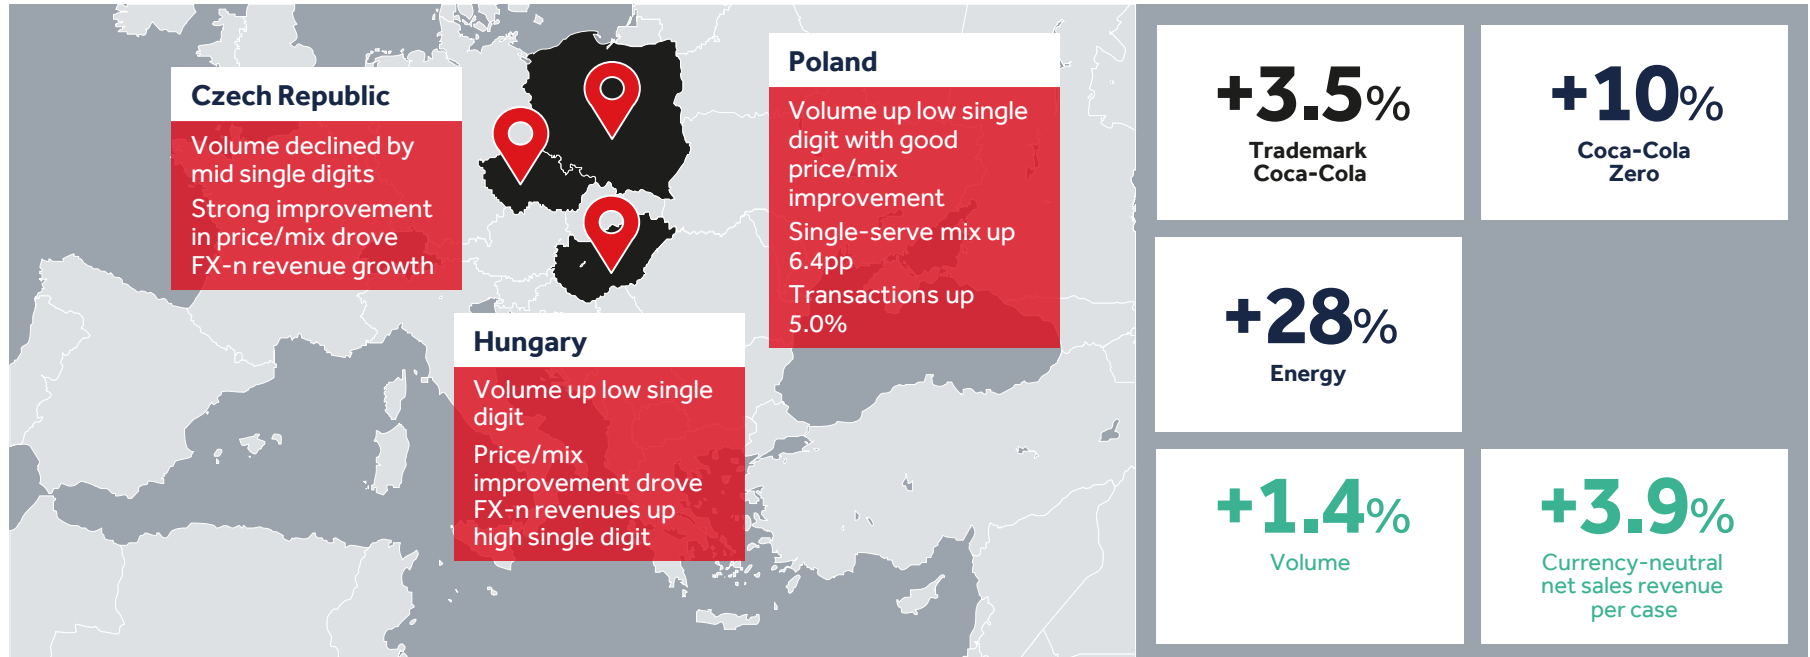 Czech Republic
Volume declined by
mid single digits
Strong improvement
in price/mix drove
FX-n revenue growth
Poland
Volume up low single
digit with good
price/mix
improvement
Single-serve mix up
6.4pp
Transactions up
5.0%
Hungary
Volume up low single
digit
Price/mix
improvement drove
FX-n revenues up
high single digit
+3.5%
Trademark
Coca-Cola
+10%
Coca-Cola
Zero
+28%
Energy
+1.4%
Volume
+3.9%
Currency-neutral
net sales revenue
per case